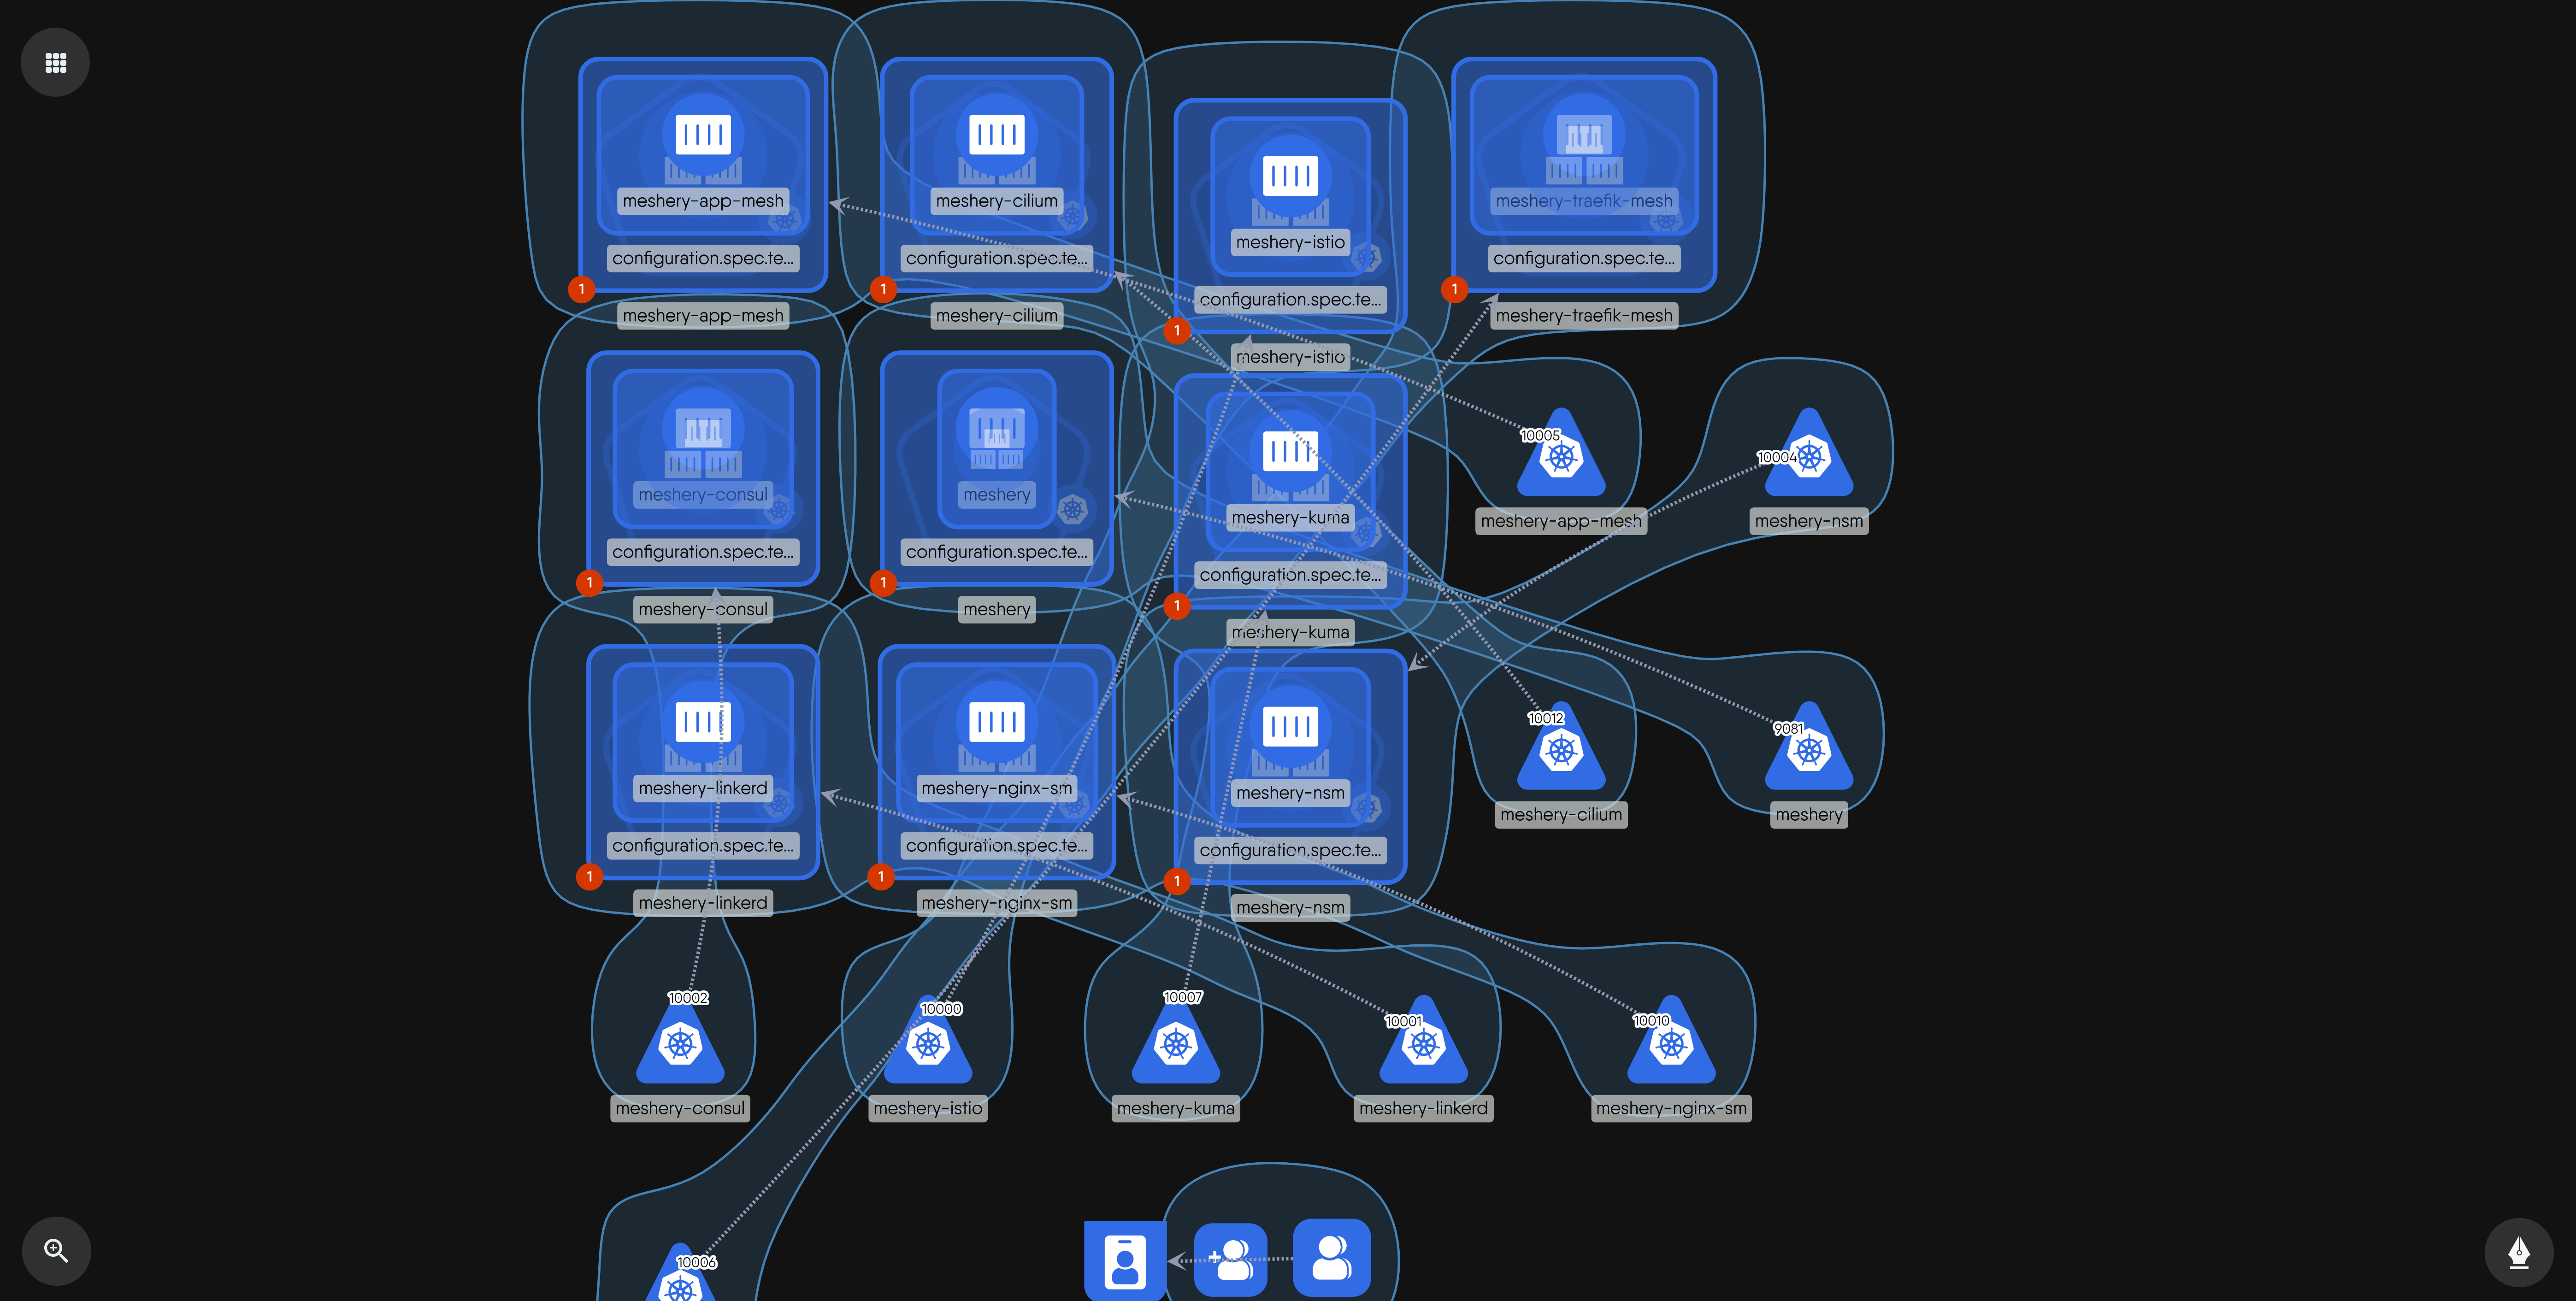 meshery-app-mesh
configuration.spec.te...
1
meshery-app-mesh
meshery-cilium
configuration.spec.te...
1
meshery-cilium
meshery-istio
configuration.spec.te...
1
meshery-istio
meshery-traefik-mesh
configuration.spec.te...
1
meshery-traefik-mesh
meshery-consul
configuration.spec.te...
1
meshery-consul
meshery
configuration.spec.te...
1
meshery
meshery-kuma
configuration.spec.te...
1
meshery-kuma
10005
meshery-app-mesh
10004
meshery-nsm
meshery-linkerd
configuration.spec.te...
1
meshery-linkerd
meshery-nginx-sm
configuration.spec.te...
1
meshery-nginx-sm
meshery-nsm
configuration.spec.te...
1
meshery-nsm
10012
meshery-cilium
9081
meshery
10002
meshery-consul
10000
meshery-istio
10007
meshery-kuma
10001
meshery-linkerd
10010
meshery-nginx-sm
10006